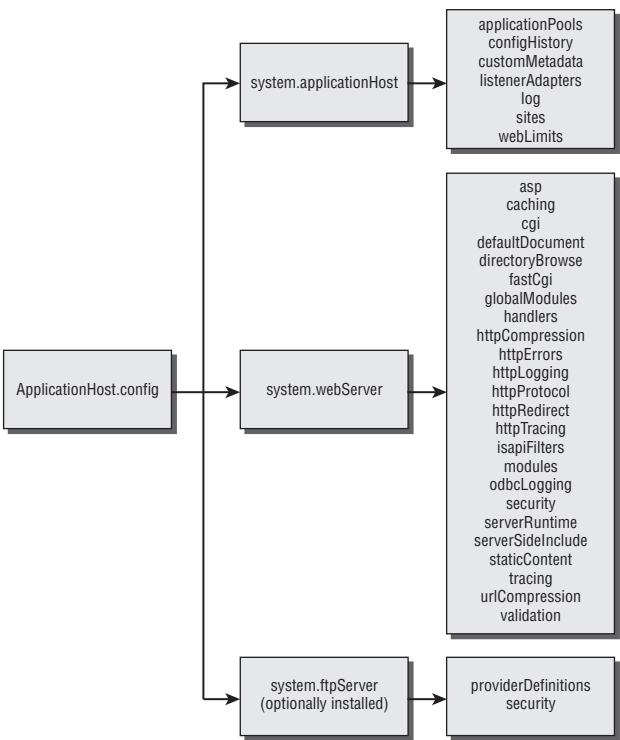 system.applicationHost
applicationPools
configHistory
customMetadata
listenerAdapters
log
sites
webLimits
ApplicationHost.config
system.webServer
asp
caching
cgi
defaultDocument
directoryBrowse
fastCgi
globalModules
handlers
httpCompression
httpErrors
httpLogging
httpProtocol
httpRedirect
httpTracing
isapiFilters
modules
odbcLogging
security
serverRuntime
serverSideInclude
staticContent
tracing
urlCompression
validation
system.ftpServer
(optionally installed)
providerDefinitions
security